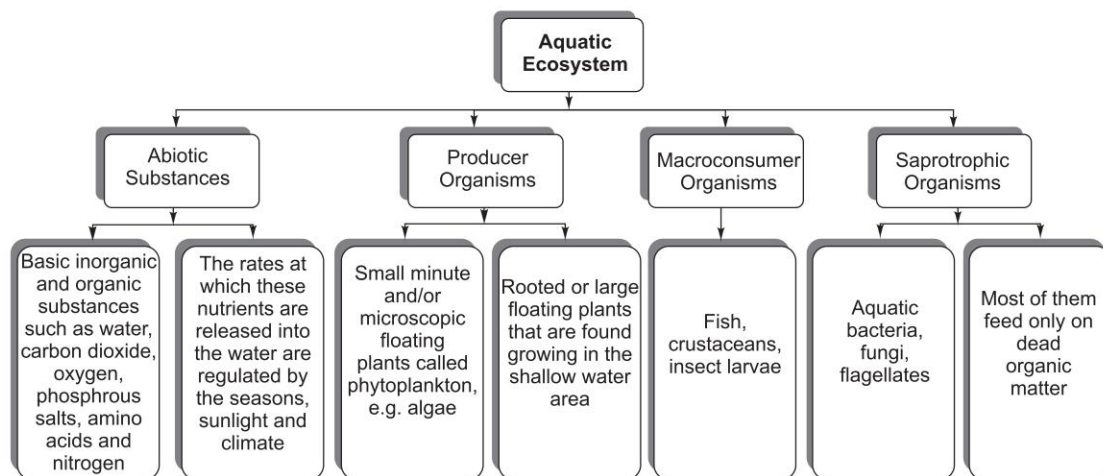 Aquatic
Ecosystem
Abiotic
Substances
Producer
Organisms
Macroconsumer
Organisms
Saprotrophic
Organisms
Basic inorganic
and organic
substances
such as water,
carbon dioxide,
oxygen,
phosphrous
salts, amino
acids and
nitrogen
The rates at
which these
nutrients are
released into
the water are
regulated by
the seasons,
sunlight and
climate
Small minute
and/or
microscopic
floating
plants called
phytoplankton,
e.g. algae
Rooted or large
floating plants
that are found
growing in the
shallow water
area
Fish,
crustaceans,
insect larvae
Aquatic
bacteria,
fungi,
flagellates
Most of them
feed only on
dead
organic
matter